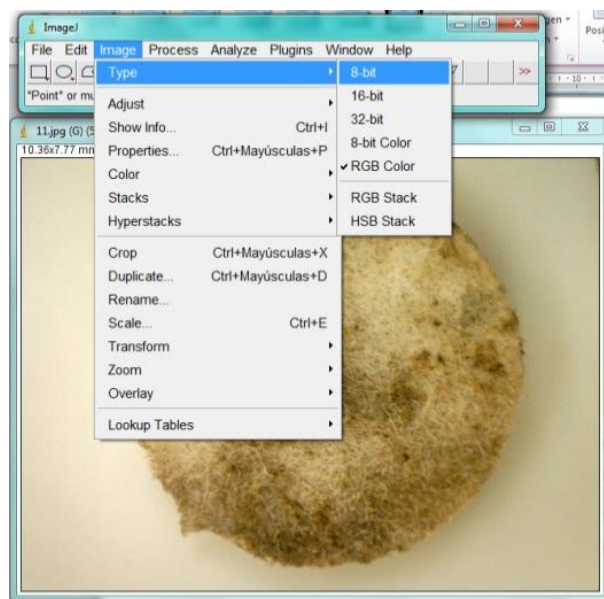 ImageJ
File Edit Image Process Analyze Plugins Window Help
>>
"Point" or
11.jpg (G)
10.36x7.77
Type
Adjust
Show Info... Ctrl+I
Properties... Ctrl+Mayúsculas+P
Color
Stacks
Hyperstacks
Crop Ctrl+Mayúsculas+X
Duplicate... Ctrl+Mayúsculas+D
Rename...
Scale... Ctrl+E
Transform
Zoom
Overlay
Lookup Tables
8-bit
16-bit
32-bit
8-bit Color
✓ RGB Color
RGB Stack
HSB Stack
Posi
10